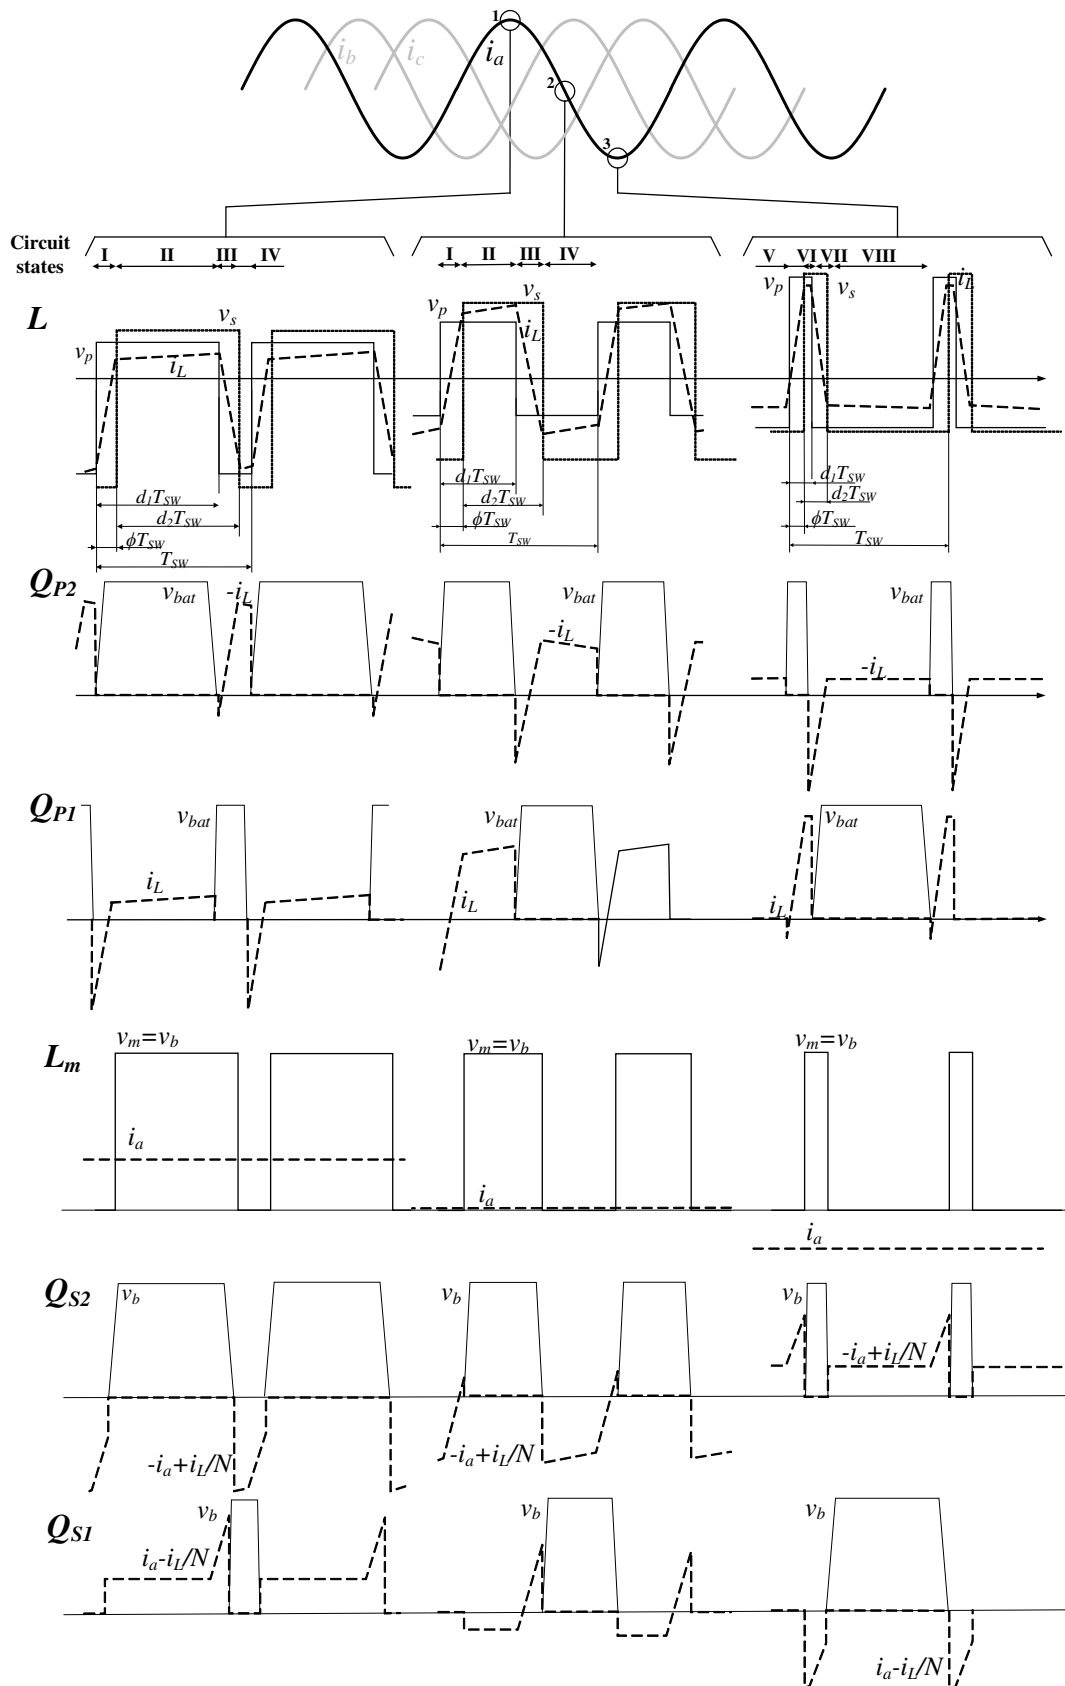 1
i_b i_c i_a
2
3
Circuit states
I II III IV
I II III IV
V VI VII VIII
L
v_p v_s i_L
v_p v_s i_L
v_p v_s i_L
d_1T_SW
d_2T_SW
ϕT_SW
T_SW
d_1T_SW
d_2T_SW
ϕT_SW
T_SW
d_1T_SW
d_2T_SW
ϕT_SW
T_SW
Q_P2
v_bat -i_L
v_bat -i_L
v_bat -i_L
Q_P1
v_bat i_L
v_bat i_L
v_bat i_L
L_m
v_m=v_b
v_m=v_b
v_m=v_b
i_a
i_a
i_a
Q_S2
v_b
v_b
v_b
-i_a+i_L/N
-i_a+i_L/N
-i_a+i_L/N
Q_S1
v_b
v_b
v_b
i_a-i_L/N
i_a-i_L/N